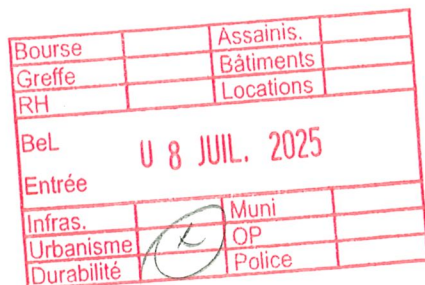 Bourse Assainis.
Greffe Bâtiments
RH Locations
BeL
U 8 JUIL. 2025
Entrée
Infras. Muni
Urbanisme x OP
Durabilité Police